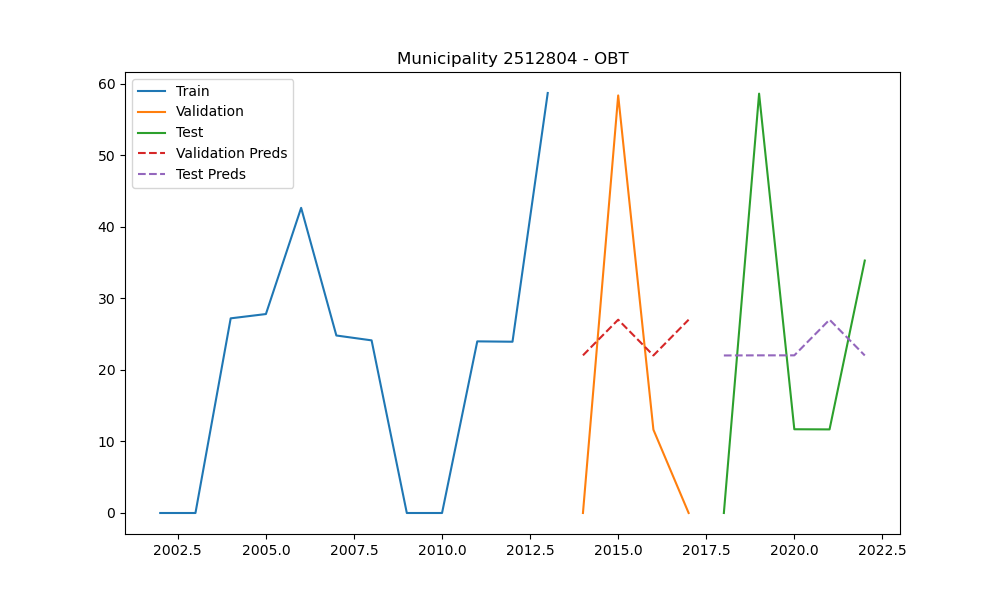 Municipality 2512804 - OBT
60
50
40
30
20
10
0
Train
Validation
Test
Validation Preds
Test Preds
2002.5 2005.0 2007.5 2010.0 2012.5 2015.0 2017.5 2020.0 2022.5